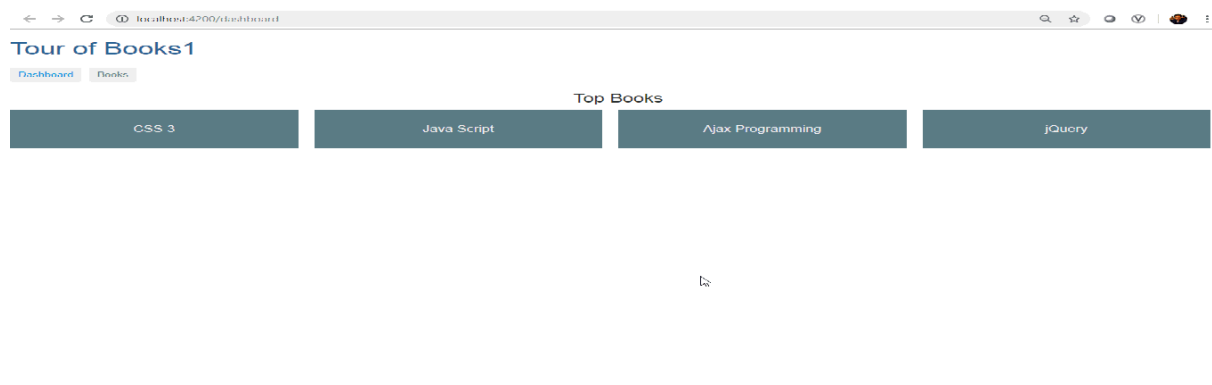 localhost:4200/dashboard
Tour of Books1
Dashboard Books
Top Books
CSS 3 Java Script Ajax Programming jQuery